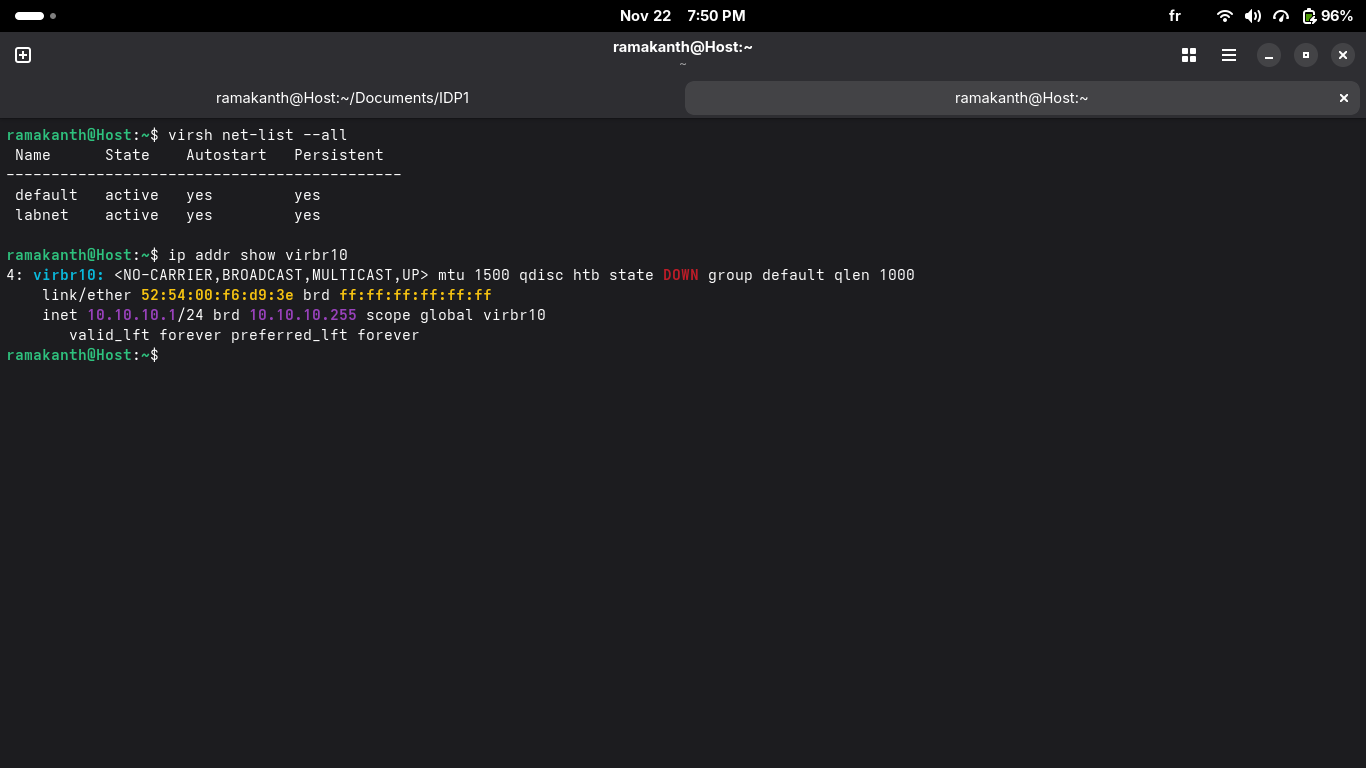 Nov 22 7:50 PM fr 96%
ramakanth@Host:~
~
ramakanth@Host:~/Documents/IDP1 ramakanth@Host:~
ramakanth@Host:~$ virsh net-list --all
 Name      State    Autostart   Persistent
--------------------------------------------
 default   active   yes         yes
 labnet    active   yes         yes
ramakanth@Host:~$ ip addr show virbr10
4: virbr10: <NO-CARRIER,BROADCAST,MULTICAST,UP> mtu 1500 qdisc htb state DOWN group default qlen 1000
    link/ether 52:54:00:f6:d9:3e brd ff:ff:ff:ff:ff:ff
    inet 10.10.10.1/24 brd 10.10.10.255 scope global virbr10
       valid_lft forever preferred_lft forever
ramakanth@Host:~$